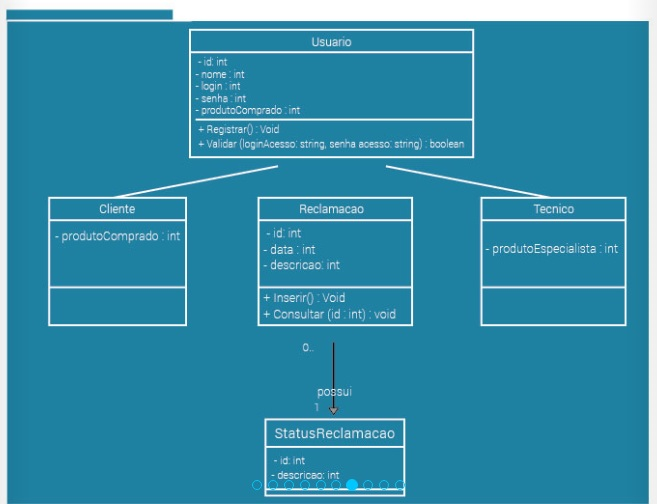 Usuario
- id: int
- nome : int
- login : int
- senha : int
- produtoComprado : int
+ Registrar() : Void
+ Validar (loginAcesso: string, senha acesso: string) : boolean
Cliente
- produtoComprado : int
Reclamacao
- id: int
- data : int
- descricao: int
+ Inserir() : Void
+ Consultar (id : int) : void
Tecnico
- produtoEspecialista : int
0..
possui
1
StatusReclamacao
- id: int
- descricao: int